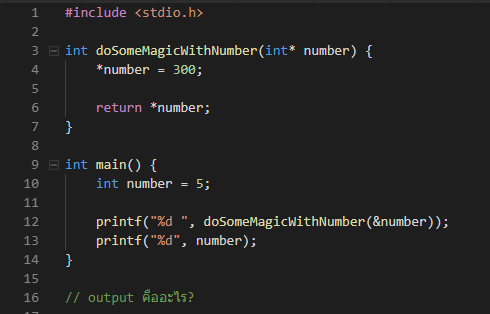 1 #include <stdio.h>
2
3 int doSomeMagicWithNumber(int* number) {
4     *number = 300;
5
6     return *number;
7 }
8
9 int main() {
10     int number = 5;
11
12     printf("%d ", doSomeMagicWithNumber(&number));
13     printf("%d", number);
14 }
15
16 // output คืออะไร?
17